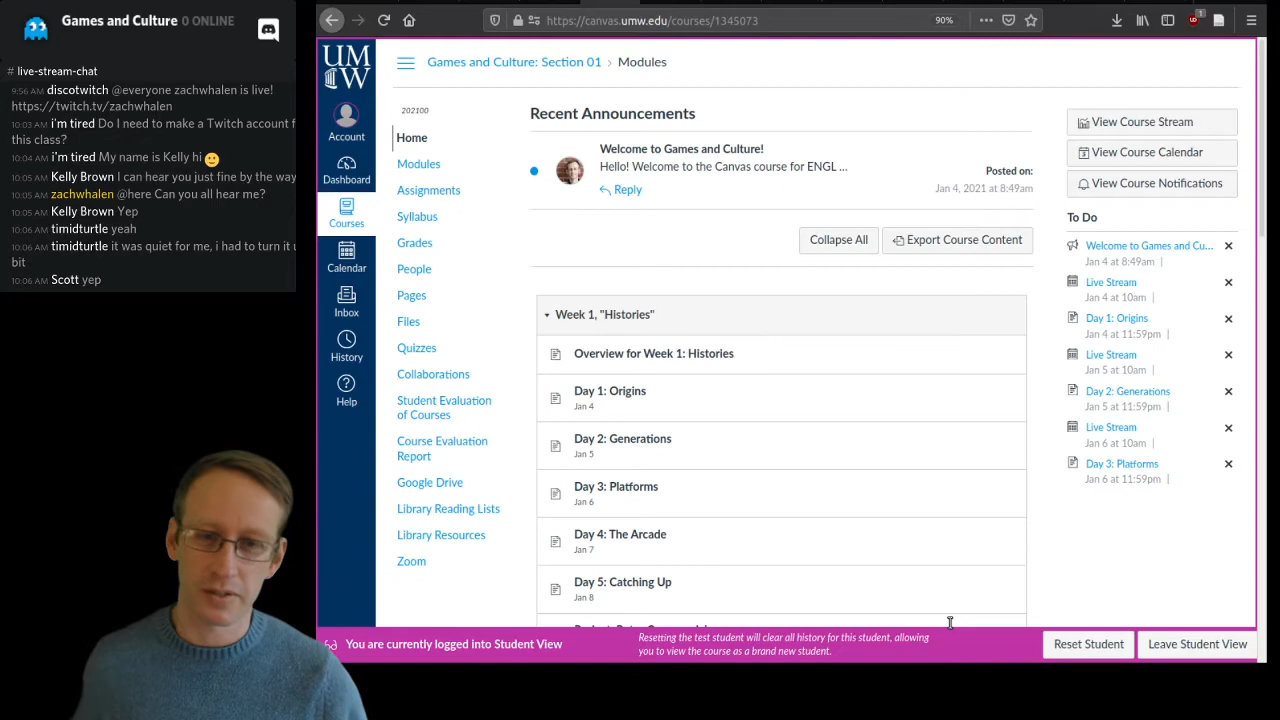 Games and Culture 0 ONLINE
# live-stream-chat
9:56 AM discotwitch @everyone zachwhalen is live!
https://twitch.tv/zachwhalen
10:03 AM i'm tired Do I need to make a Twitch account f
this class?
10:04 AM i'm tired My name is Kelly hi
10:05 AM Kelly Brown I can hear you just fine by the way
10:05 AM zachwhalen @here Can you all hear me?
10:05 AM Kelly Brown Yep
10:06 AM timidturtle yeah
10:06 AM timidturtle it was quiet for me, i had to turn it u
bit
10:06 AM Scott yep
https://canvas.umw.edu/courses/1345073
90%
1
UMW
Account
Dashboard
Courses
Calendar
Inbox
History
Help
Games and Culture: Section 01 › Modules
202100
Home
Modules
Assignments
Syllabus
Grades
People
Pages
Files
Quizzes
Collaborations
Student Evaluation
of Courses
Course Evaluation
Report
Google Drive
Library Reading Lists
Library Resources
Zoom
Recent Announcements
Welcome to Games and Culture!
Hello! Welcome to the Canvas course for ENGL ...
Reply
Posted on:
Jan 4, 2021 at 8:49am
Collapse All
Export Course Content
Week 1, "Histories"
Overview for Week 1: Histories
Day 1: Origins
Jan 4
Day 2: Generations
Jan 5
Day 3: Platforms
Jan 6
Day 4: The Arcade
Jan 7
Day 5: Catching Up
Jan 8
View Course Stream
View Course Calendar
View Course Notifications
To Do
Welcome to Games and Cu...
Jan 4 at 8:49am |
Live Stream
Jan 4 at 10am |
Day 1: Origins
Jan 4 at 11:59pm |
Live Stream
Jan 5 at 10am |
Day 2: Generations
Jan 5 at 11:59pm |
Live Stream
Jan 6 at 10am |
Day 3: Platforms
Jan 6 at 11:59pm |
You are currently logged into Student View
Resetting the test student will clear all history for this student, allowing
you to view the course as a brand new student.
Reset Student
Leave Student View